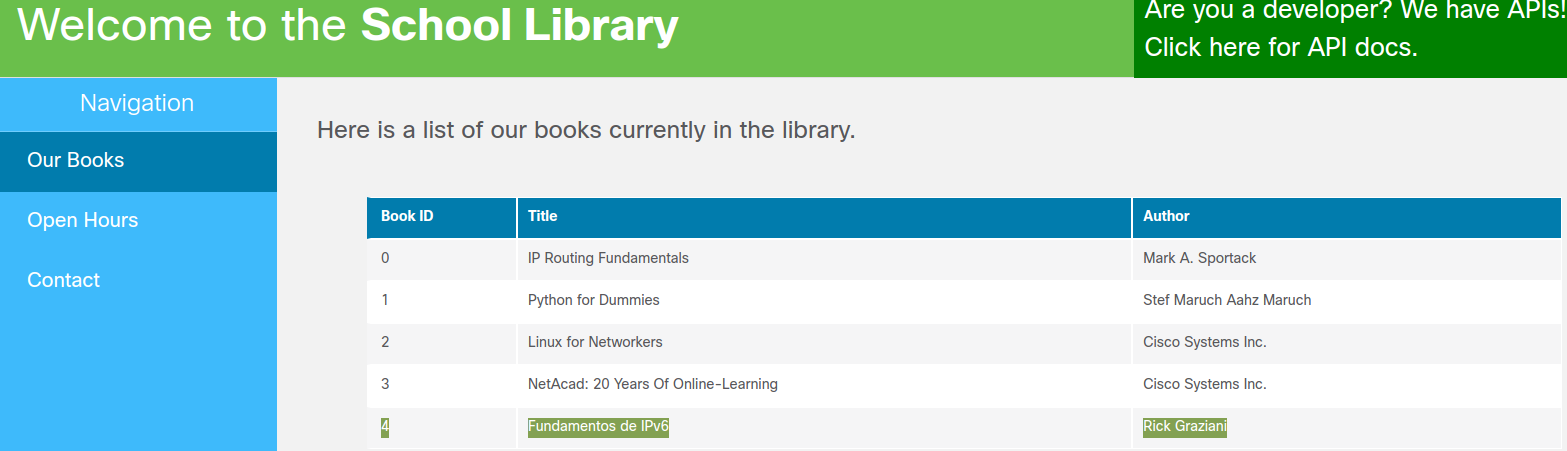 Welcome to the School Library
Are you a developer? We have APIs!
Click here for API docs.
Navigation
Our Books
Open Hours
Contact
Here is a list of our books currently in the library.
Book ID Title Author
0 IP Routing Fundamentals Mark A. Sportack
1 Python for Dummies Stef Maruch Aahz Maruch
2 Linux for Networkers Cisco Systems Inc.
3 NetAcad: 20 Years Of Online-Learning Cisco Systems Inc.
4 Fundamentos de IPv6 Rick Graziani